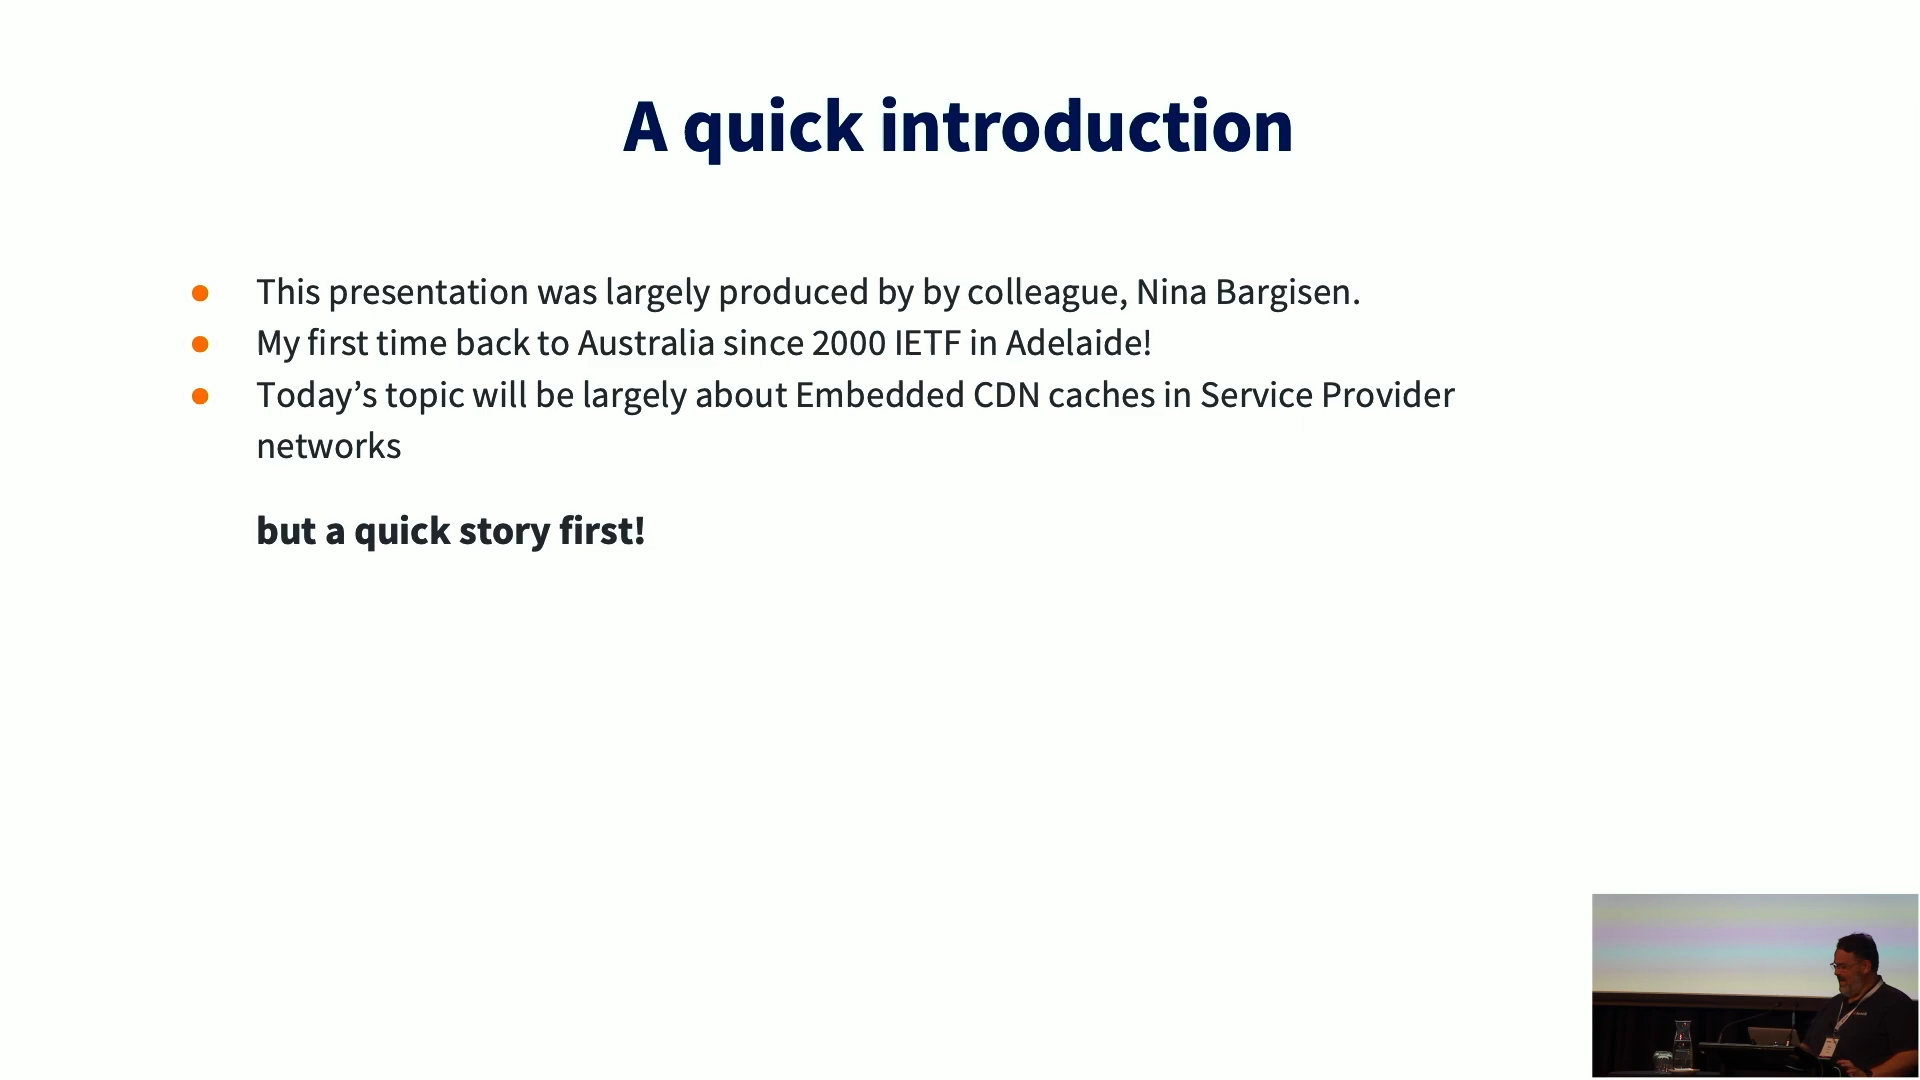 A quick introduction
This presentation was largely produced by by colleague, Nina Bargisen.
My first time back to Australia since 2000 IETF in Adelaide!
Today’s topic will be largely about Embedded CDN caches in Service Provider
networks
but a quick story first!